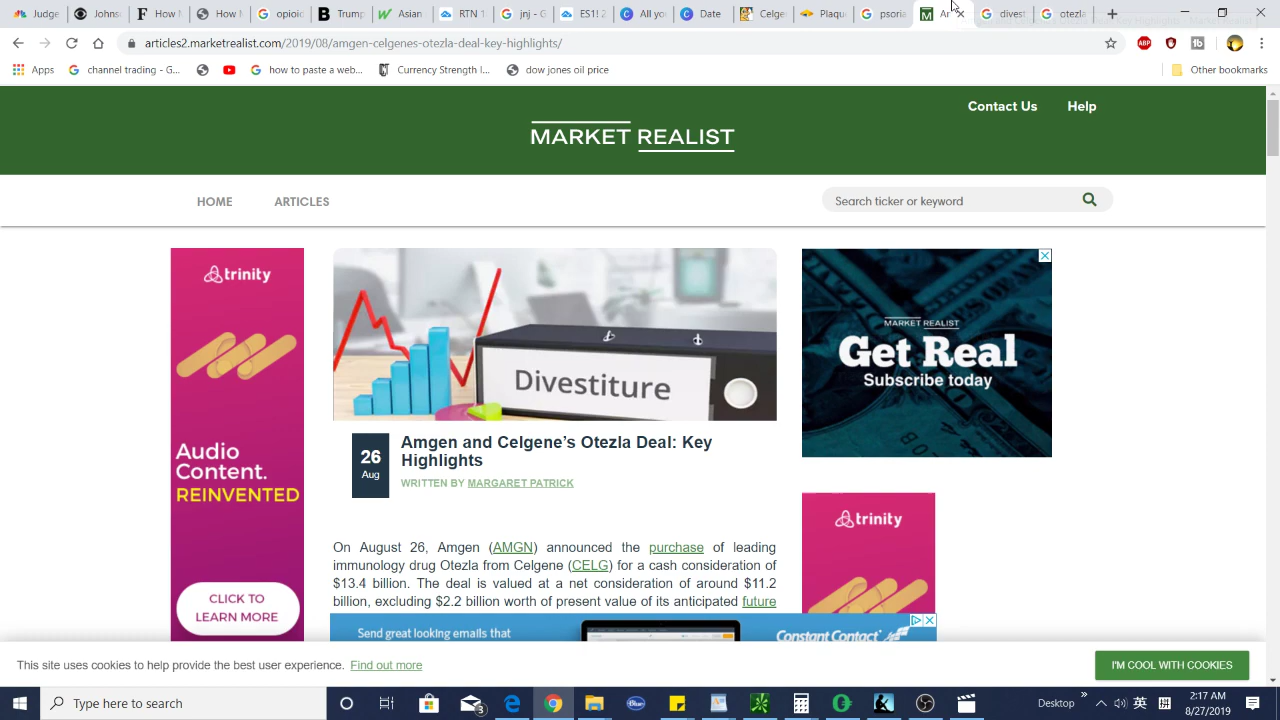 JNDN 1
How I
Johns
Trump
Asian
RTN: 1
jnj - G
EST! 2
All yo
Date
Celge
Plaqu
psoria
divest
otezla
articles2.marketrealist.com/2019/08/amgen-celgenes-otezla-deal-key-highlights/
ABP
Apps
channel trading - G...
how to paste a web...
Currency Strength I...
dow jones oil price
Other bookmarks
Contact Us
Help
MARKET REALIST
HOME
ARTICLES
Search ticker or keyword
trinity
Audio
Content.
REINVENTED
CLICK TO
LEARN MORE
Divestiture
26
Aug
Amgen and Celgene’s Otezla Deal: Key
Highlights
WRITTEN BY MARGARET PATRICK
On August 26, Amgen (AMGN) announced the purchase of leading
immunology drug Otezla from Celgene (CELG) for a cash consideration of
$13.4 billion. The deal is valued at a net consideration of around $11.2
billion, excluding $2.2 billion worth of present value of its anticipated future
MARKET REALIST
Get Real
Subscribe today
trinity
Send great looking emails that
Constant Contact
This site uses cookies to help provide the best user experience. Find out more
I'M COOL WITH COOKIES
Type here to search
3
Blue
Desktop
英
拼
2:17 AM
8/27/2019